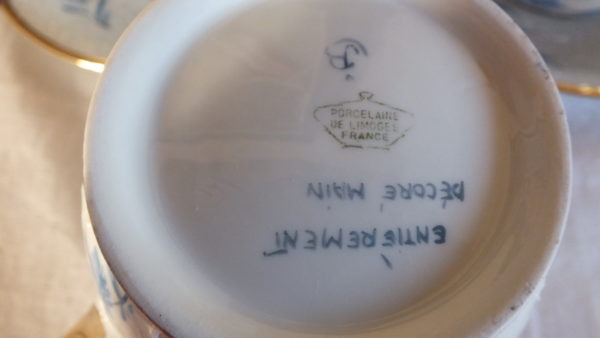 PORCELAINE
DE LIMOGES
FRANCE
ENTIÈREMENT
DÉCORÉ MAIN